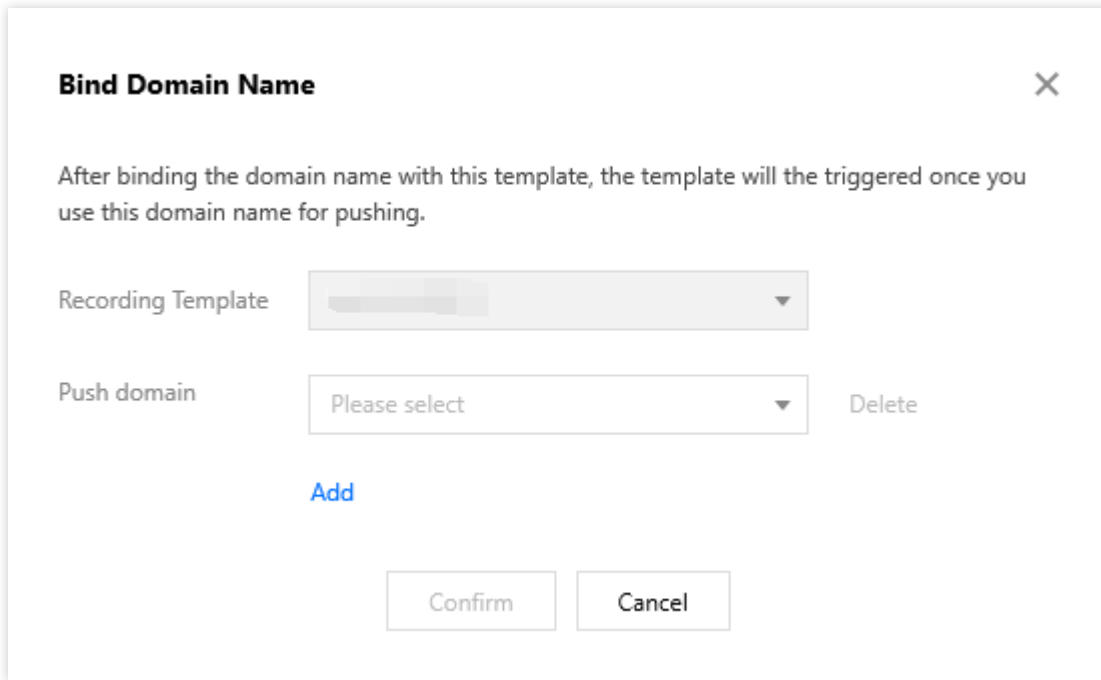 Bind Domain Name
After binding the domain name with this template, the template will the triggered once you
use this domain name for pushing.
Recording Template
Push domain
Please select
Delete
Add
Confirm
Cancel